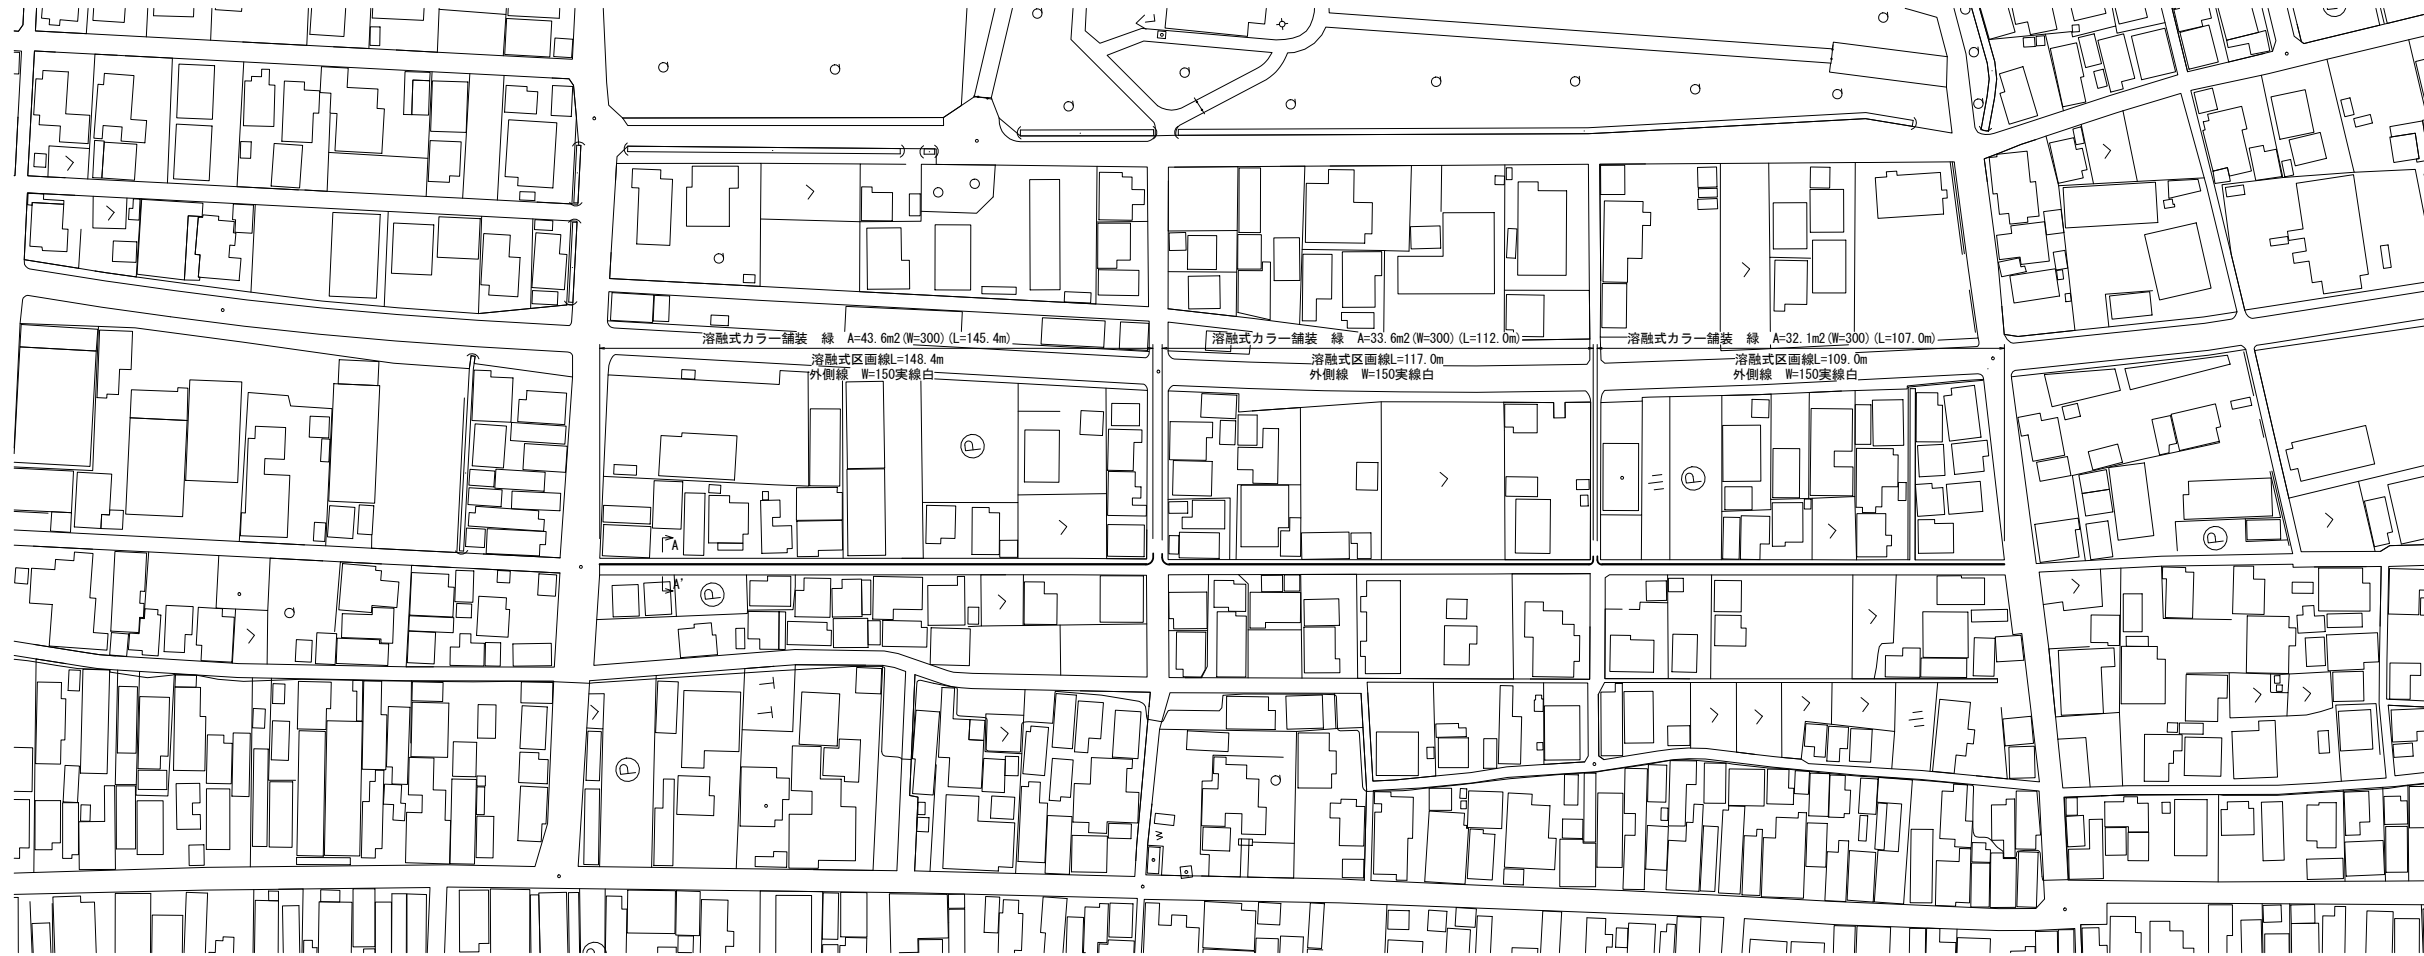 溶融式カラー舗装　緑　A=43.6m2(W=300)(L=145.4m)
溶融式区画線L=148.4m
外側線　W=150実線白
溶融式カラー舗装　緑　A=33.6m2(W=300)(L=112.0m)
溶融式区画線L=117.0m
外側線　W=150実線白
溶融式カラー舗装　緑　A=32.1m2(W=300)(L=107.0m)
溶融式区画線L=109.0m
外側線　W=150実線白
P
P
A
A'
P
P
P